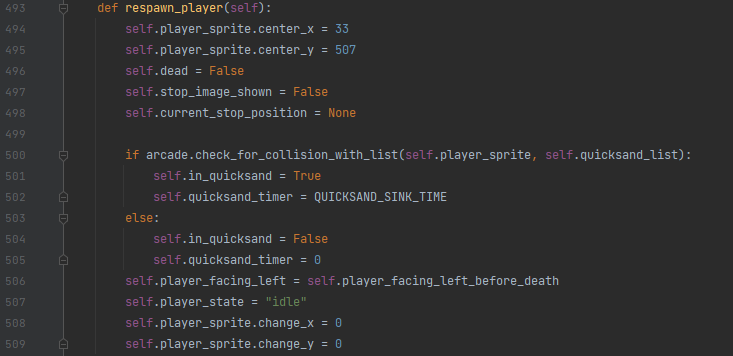 493 def respawn_player(self):
494 self.player_sprite.center_x = 33
495 self.player_sprite.center_y = 507
496 self.dead = False
497 self.stop_image_shown = False
498 self.current_stop_position = None
499
500 if arcade.check_for_collision_with_list(self.player_sprite, self.quicksand_list):
501 self.in_quicksand = True
502 self.quicksand_timer = QUICKSAND_SINK_TIME
503 else:
504 self.in_quicksand = False
505 self.quicksand_timer = 0
506 self.player_facing_left = self.player_facing_left_before_death
507 self.player_state = "idle"
508 self.player_sprite.change_x = 0
509 self.player_sprite.change_y = 0